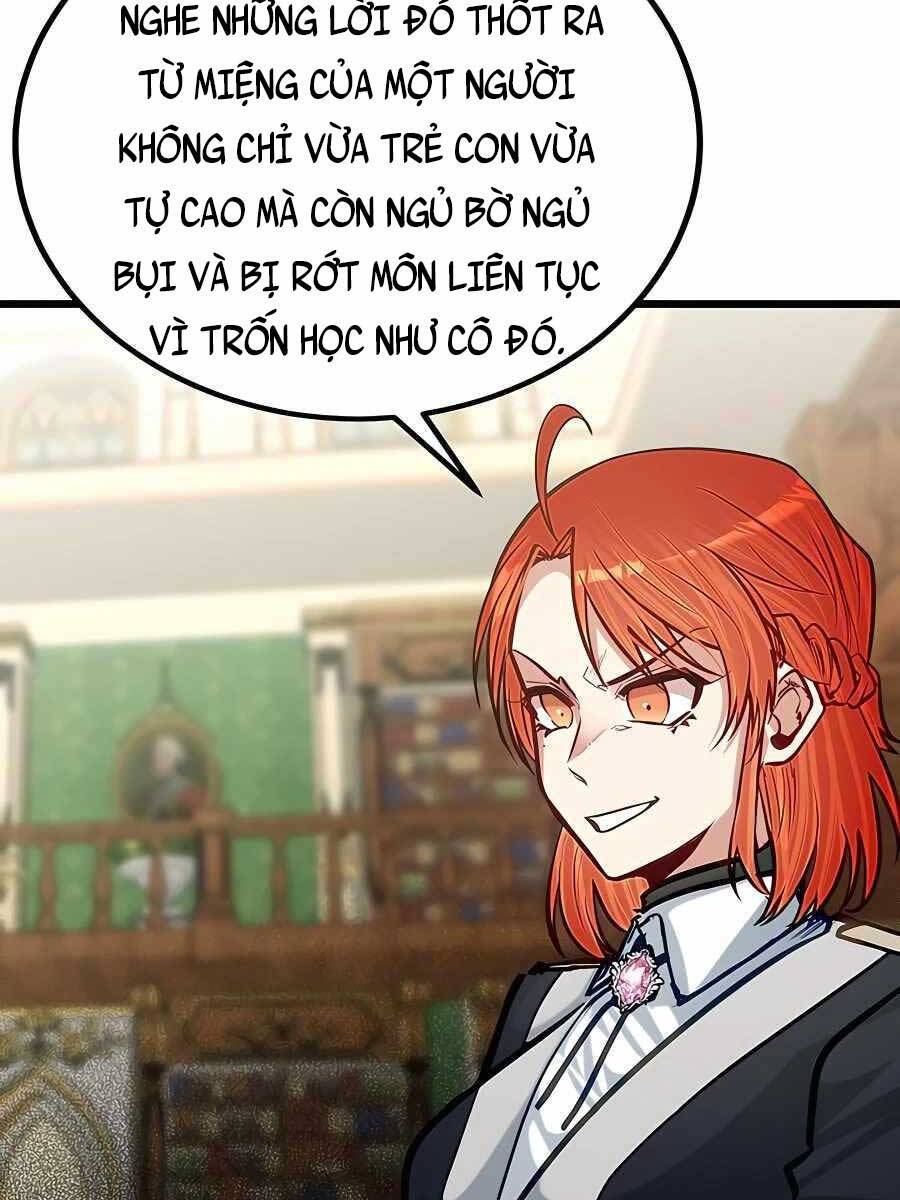 NGHE NHỮNG LỜI ĐÓ THỐT RA
TỪ MIỆNG CỦA MỘT NGƯỜI
KHÔNG CHỈ VỪA TRẺ CON VỪA
TỰ CAO MÀ CÒN NGỦ BỜ NGỦ
BỤI VÀ BỊ RỚT MÔN LIÊN TỤC
VÌ TRỐN HỌC NHƯ CÔ ĐÓ.